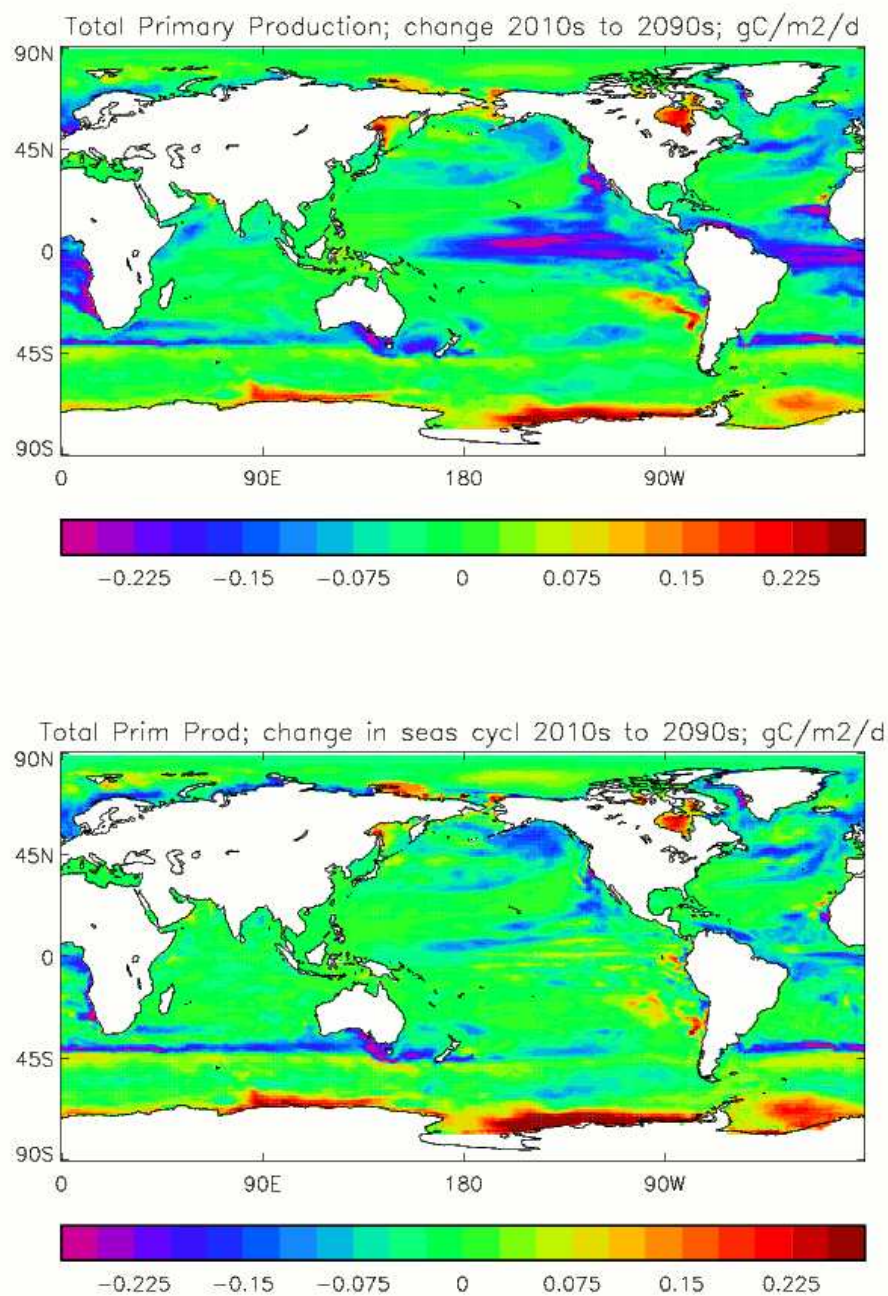 Total Primary Production; change 2010s to 2090s; gC/m2/d
90N
45N
0
45S
90S
0 90E 180 90W
-0.225 -0.15 -0.075 0 0.075 0.15 0.225
Total Prim Prod; change in seas cycl 2010s to 2090s; gC/m2/d
90N
45N
0
45S
90S
0 90E 180 90W
-0.225 -0.15 -0.075 0 0.075 0.15 0.225